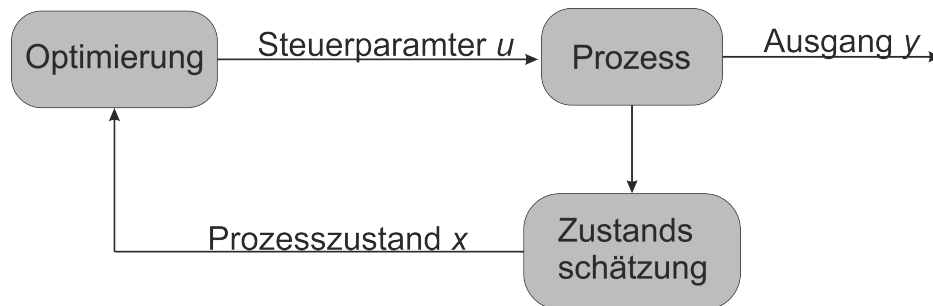 Optimierung
Steuerparamter u
Prozess
Ausgang y
Prozesszustand x
Zustands
schätzung